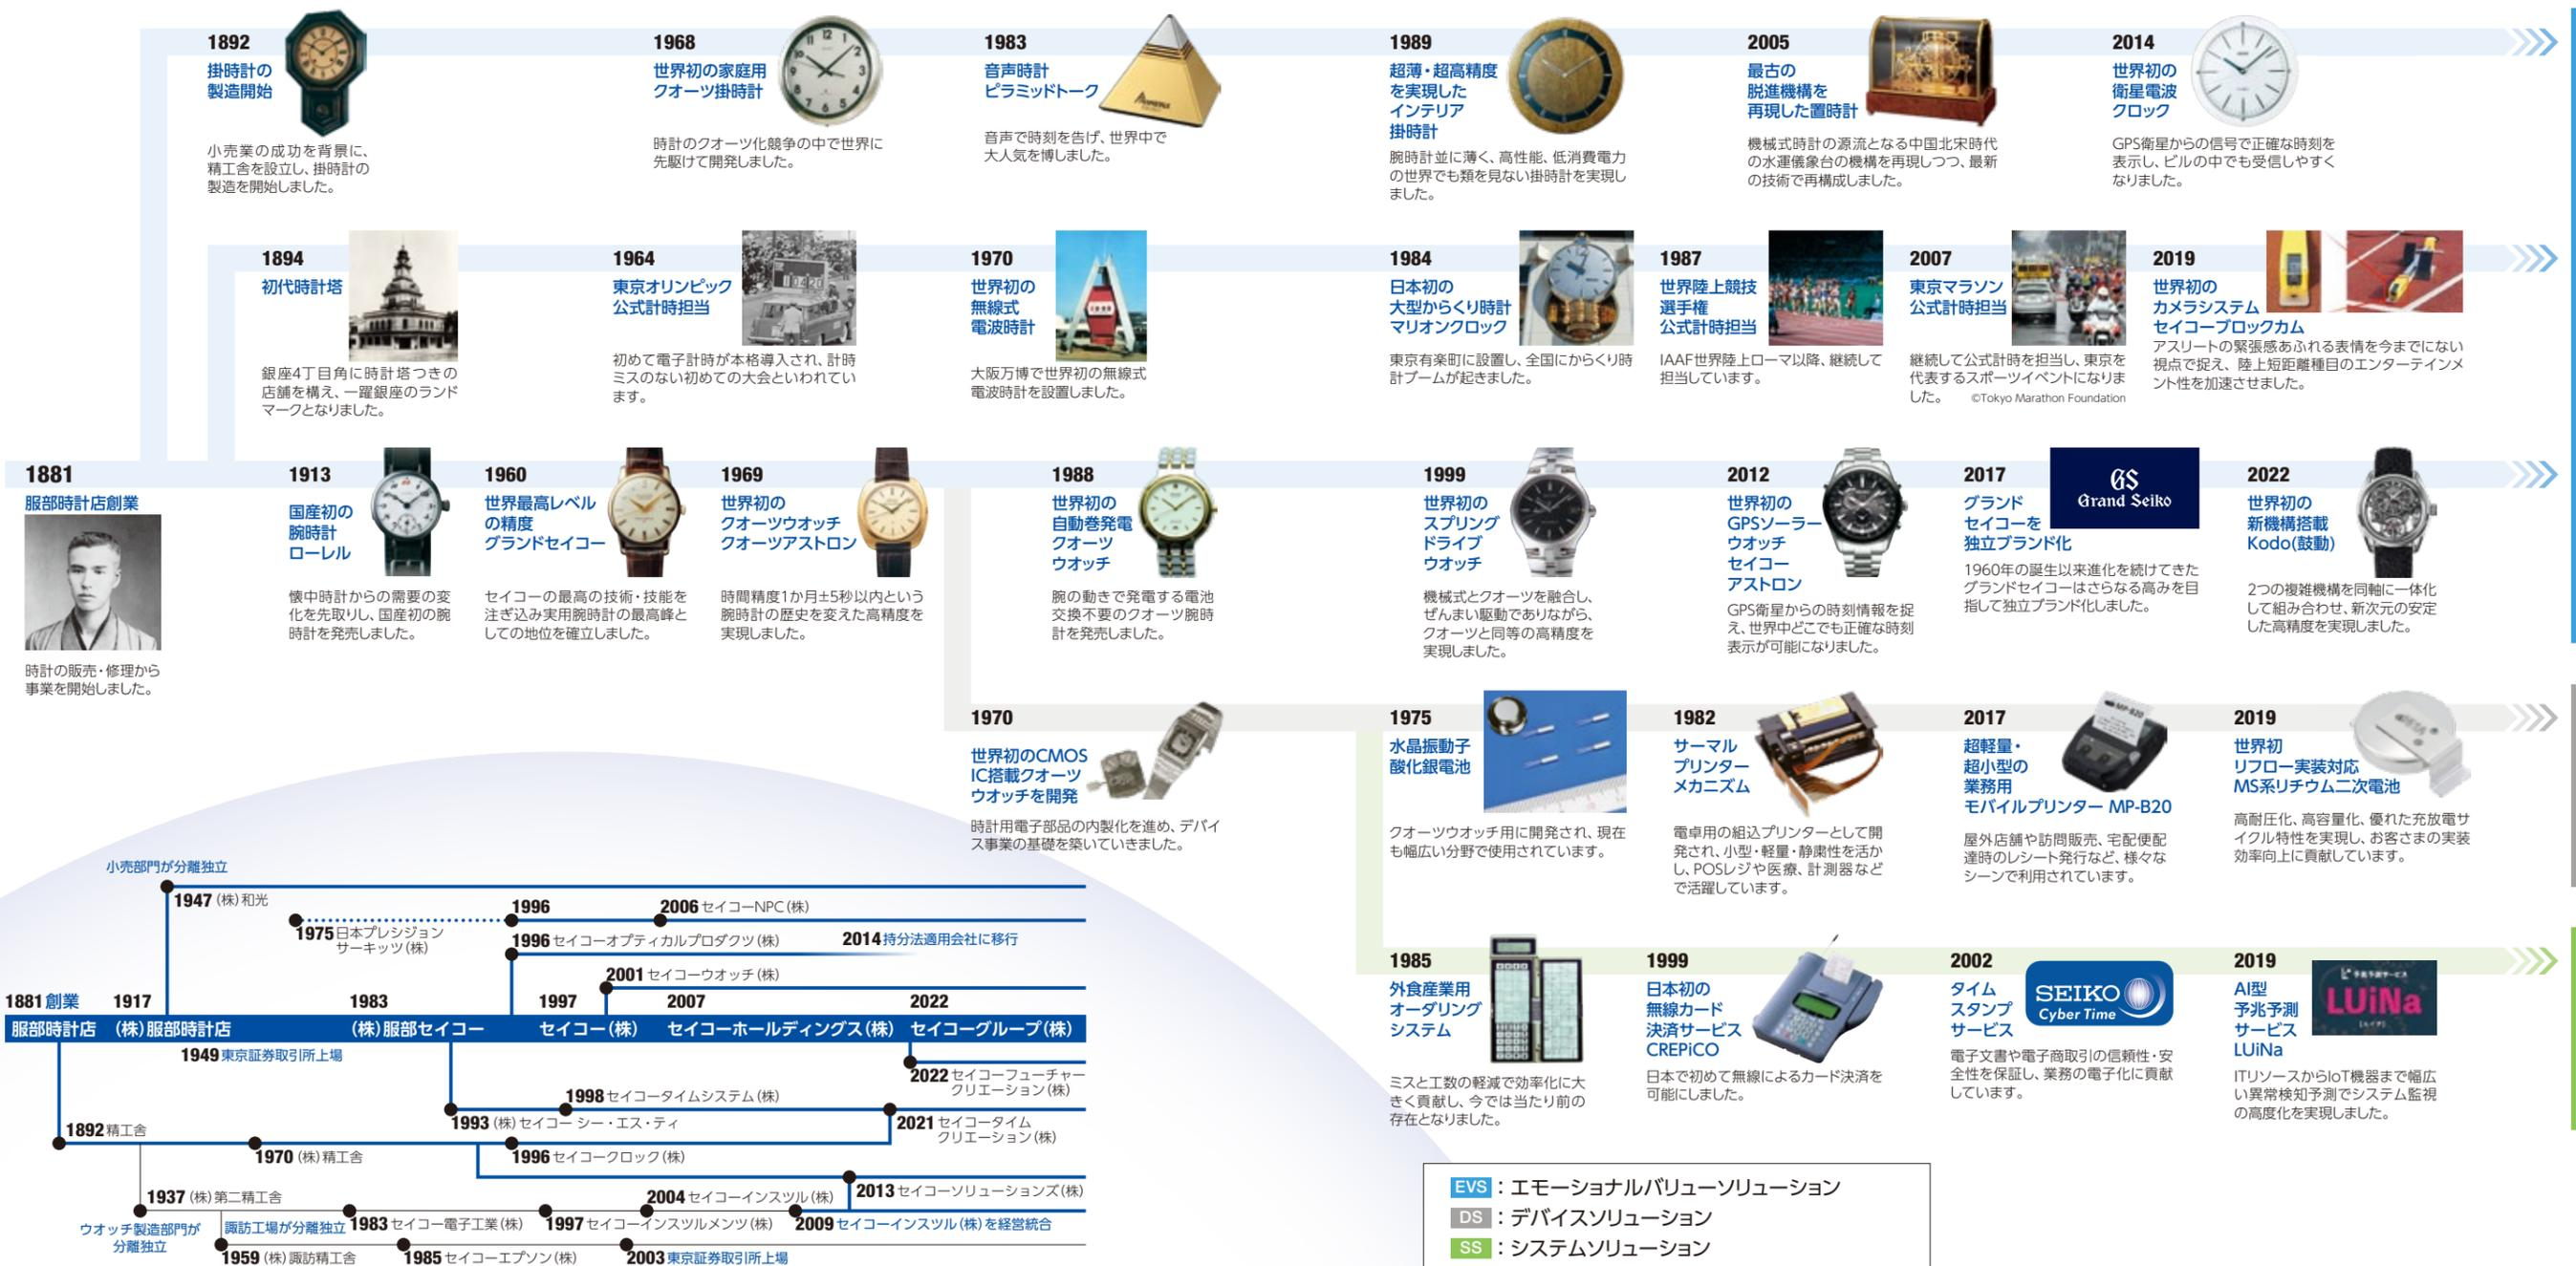 1892
掛時計の
製造開始
小売業の成功を背景に、
精工舎を設立し、掛時計の
製造を開始しました。
1968
世界初の家庭用
クオーツ掛時計
時計のクオーツ化競争の中で世界に
先駆けて開発しました。
1983
音声時計
ピラミッドトーク
音声で時刻を告げ、世界中で
大人気を博しました。
1989
超薄・超高精度
を実現した
インテリア
掛時計
腕時計並に薄く、高性能、低消費電力
の世界でも類を見ない掛時計を実現し
ました。
2005
最古の
脱進機構を
再現した置時計
機械式時計の源流となる中国北宋時代
の水運儀象台の機構を再現しつつ、最新
の技術で再構成しました。
2014
世界初の
衛星電波
クロック
GPS衛星からの信号で正確な時刻を
表示し、ビルの中でも受信しやすく
なりました。
1894
初代時計塔
銀座4丁目角に時計塔つきの
店舗を構え、一躍銀座のランド
マークとなりました。
1964
東京オリンピック
公式計時担当
初めて電子計時が本格導入され、計時
ミスのない初めての大会といわれてい
ます。
1970
世界初の
無線式
電波時計
大阪万博で世界初の無線式
電波時計を設置しました。
1984
日本初の
大型からくり時計
マリオンクロック
東京有楽町に設置し、全国にからくり時
計ブームが起きました。
1987
世界陸上競技
選手権
公式計時担当
IAAF世界陸上ローマ以降、継続して
担当しています。
2007
東京マラソン
公式計時担当
継続して公式計時を担当し、東京を
代表するスポーツイベントになりま
した。 ©Tokyo Marathon Foundation
2019
世界初の
カメラシステム
セイコーブロックカム
アスリートの緊張感あふれる表情を今までにない
視点で捉え、陸上短距離種目のエンターテインメ
ント性を加速させました。
1881
服部時計店創業
時計の販売・修理から
事業を開始しました。
1913
国産初の
腕時計
ローレル
懐中時計からの需要の変
化を先取りし、国産初の腕
時計を発売しました。
1960
世界最高レベル
の精度
グランドセイコー
セイコーの最高の技術・技能を
注ぎ込み実用腕時計の最高峰と
しての地位を確立しました。
1969
世界初の
クオーツウオッチ
クオーツアストロン
時間精度1か月±5秒以内という
腕時計の歴史を変えた高精度を
実現しました。
1988
世界初の
自動巻発電
クオーツ
ウオッチ
腕の動きで発電する電池
交換不要のクオーツ腕時
計を発売しました。
1999
世界初の
スプリング
ドライブ
ウオッチ
機械式とクオーツを融合し、
ぜんまい駆動でありながら、
クオーツと同等の高精度を
実現しました。
2012
世界初の
GPSソーラー
ウオッチ
セイコー
アストロン
GPS衛星からの時刻情報を捉
え、世界中どこでも正確な時刻
表示が可能になりました。
2017
グランド
セイコーを
独立ブランド化
GS
Grand Seiko
1960年の誕生以来進化を続けてきた
グランドセイコーはさらなる高みを目
指して独立ブランド化しました。
2022
世界初の
新機構搭載
Kodo(鼓動)
2つの複雑機構を同軸に一体化
して組み合わせ、新次元の安定
した高精度を実現しました。
1970
世界初のCMOS
IC搭載クオーツ
ウオッチを開発
時計用電子部品の内製化を進め、デバイ
ス事業の基礎を築いていきました。
1975
水晶振動子
酸化銀電池
クオーツウオッチ用に開発され、現在
も幅広い分野で使用されています。
1982
サーマル
プリンター
メカニズム
電卓用の組込プリンターとして開
発され、小型・軽量・静粛性を活か
し、POSレジや医療、計測器など
で活躍しています。
2017
超軽量・
超小型の
業務用
モバイルプリンター MP-B20
MP-B20
屋外店舗や訪問販売、宅配便配
達時のレシート発行など、様々な
シーンで利用されています。
2019
世界初
リフロー実装対応
MS系リチウム二次電池
高耐圧化、高容量化、優れた充放電サ
イクル特性を実現し、お客さまの実装
効率向上に貢献しています。
1985
外食産業用
オーダリング
システム
ミスと工数の軽減で効率化に大
きく貢献し、今では当たり前の
存在となりました。
1999
日本初の
無線カード
決済サービス
CREPiCO
日本で初めて無線によるカード決済を
可能にしました。
2002
タイム
スタンプ
サービス
SEIKO
Cyber Time
電子文書や電子商取引の信頼性・安
全性を保証し、業務の電子化に貢献
しています。
2019
AI型
予兆予測
サービス
LUiNa
予兆予測サービス
LUiNa
[ルイナ]
ITリソースからIoT機器まで幅広
い異常検知予測でシステム監視
の高度化を実現しました。
小売部門が分離独立
1947 (株)和光
1975 日本プレシジョン
サーキッツ(株)
1996
2006 セイコーNPC(株)
1996 セイコーオプティカルプロダクツ(株)
2014 持分法適用会社に移行
2001 セイコーウオッチ(株)
1881 創業
1917
1983
1997
2007
2022
服部時計店
(株)服部時計店
(株)服部セイコー
セイコー(株)
セイコーホールディングス(株)
セイコーグループ(株)
1949 東京証券取引所上場
2022 セイコーフューチャー
クリエーション(株)
1998 セイコータイムシステム(株)
1993 (株)セイコー シー・エス・ティ
2021 セイコータイム
クリエーション(株)
1892 精工舎
1970 (株)精工舎
1996 セイコークロック(株)
2013 セイコーソリューションズ(株)
1937 (株)第二精工舎
2004 セイコーインスツル(株)
ウオッチ製造部門が
分離独立
諏訪工場が分離独立
1983 セイコー電子工業(株)
1997 セイコーインスツルメンツ(株)
2009 セイコーインスツル(株)を経営統合
1959 (株)諏訪精工舎
1985 セイコーエプソン(株)
2003 東京証券取引所上場
EVS : エモーショナルバリューソリューション
DS : デバイスソリューション
SS : システムソリューション